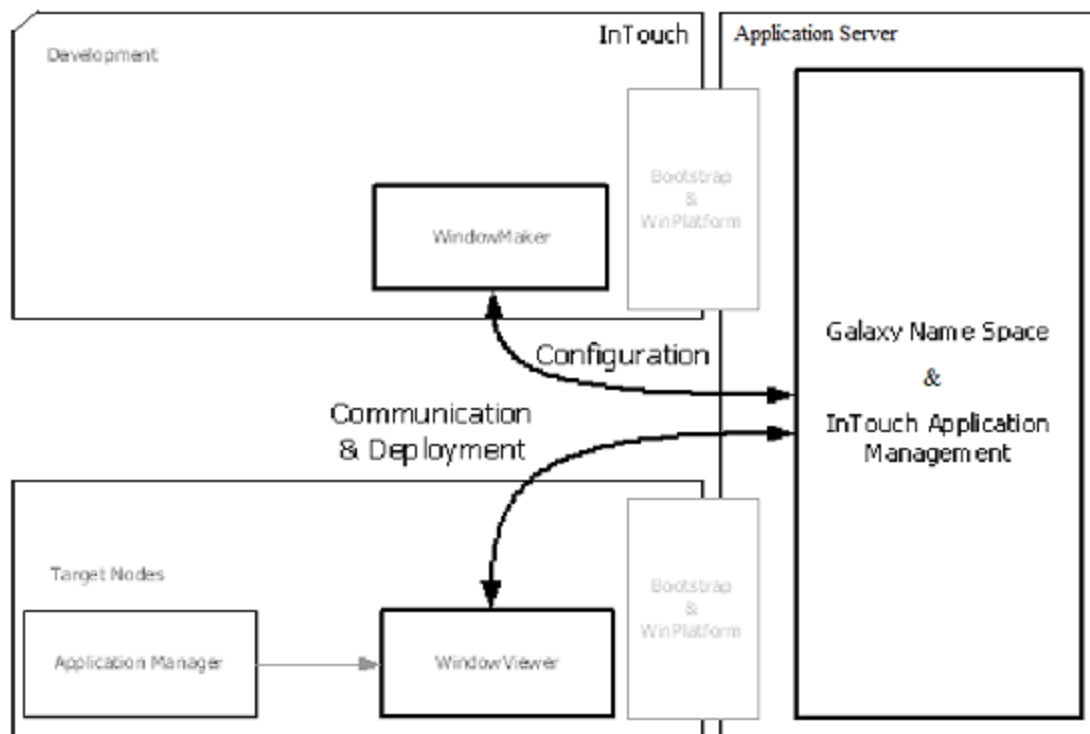 InTouch
Application Server
Development
Bootstrap
&
WinPlatform
WindowMaker
Galaxy Name Space
&
InTouch Application
Management
Configuration
Communication
& Deployment
Target Nodes
Bootstrap
&
WinPlatform
Application Manager
WindowViewer